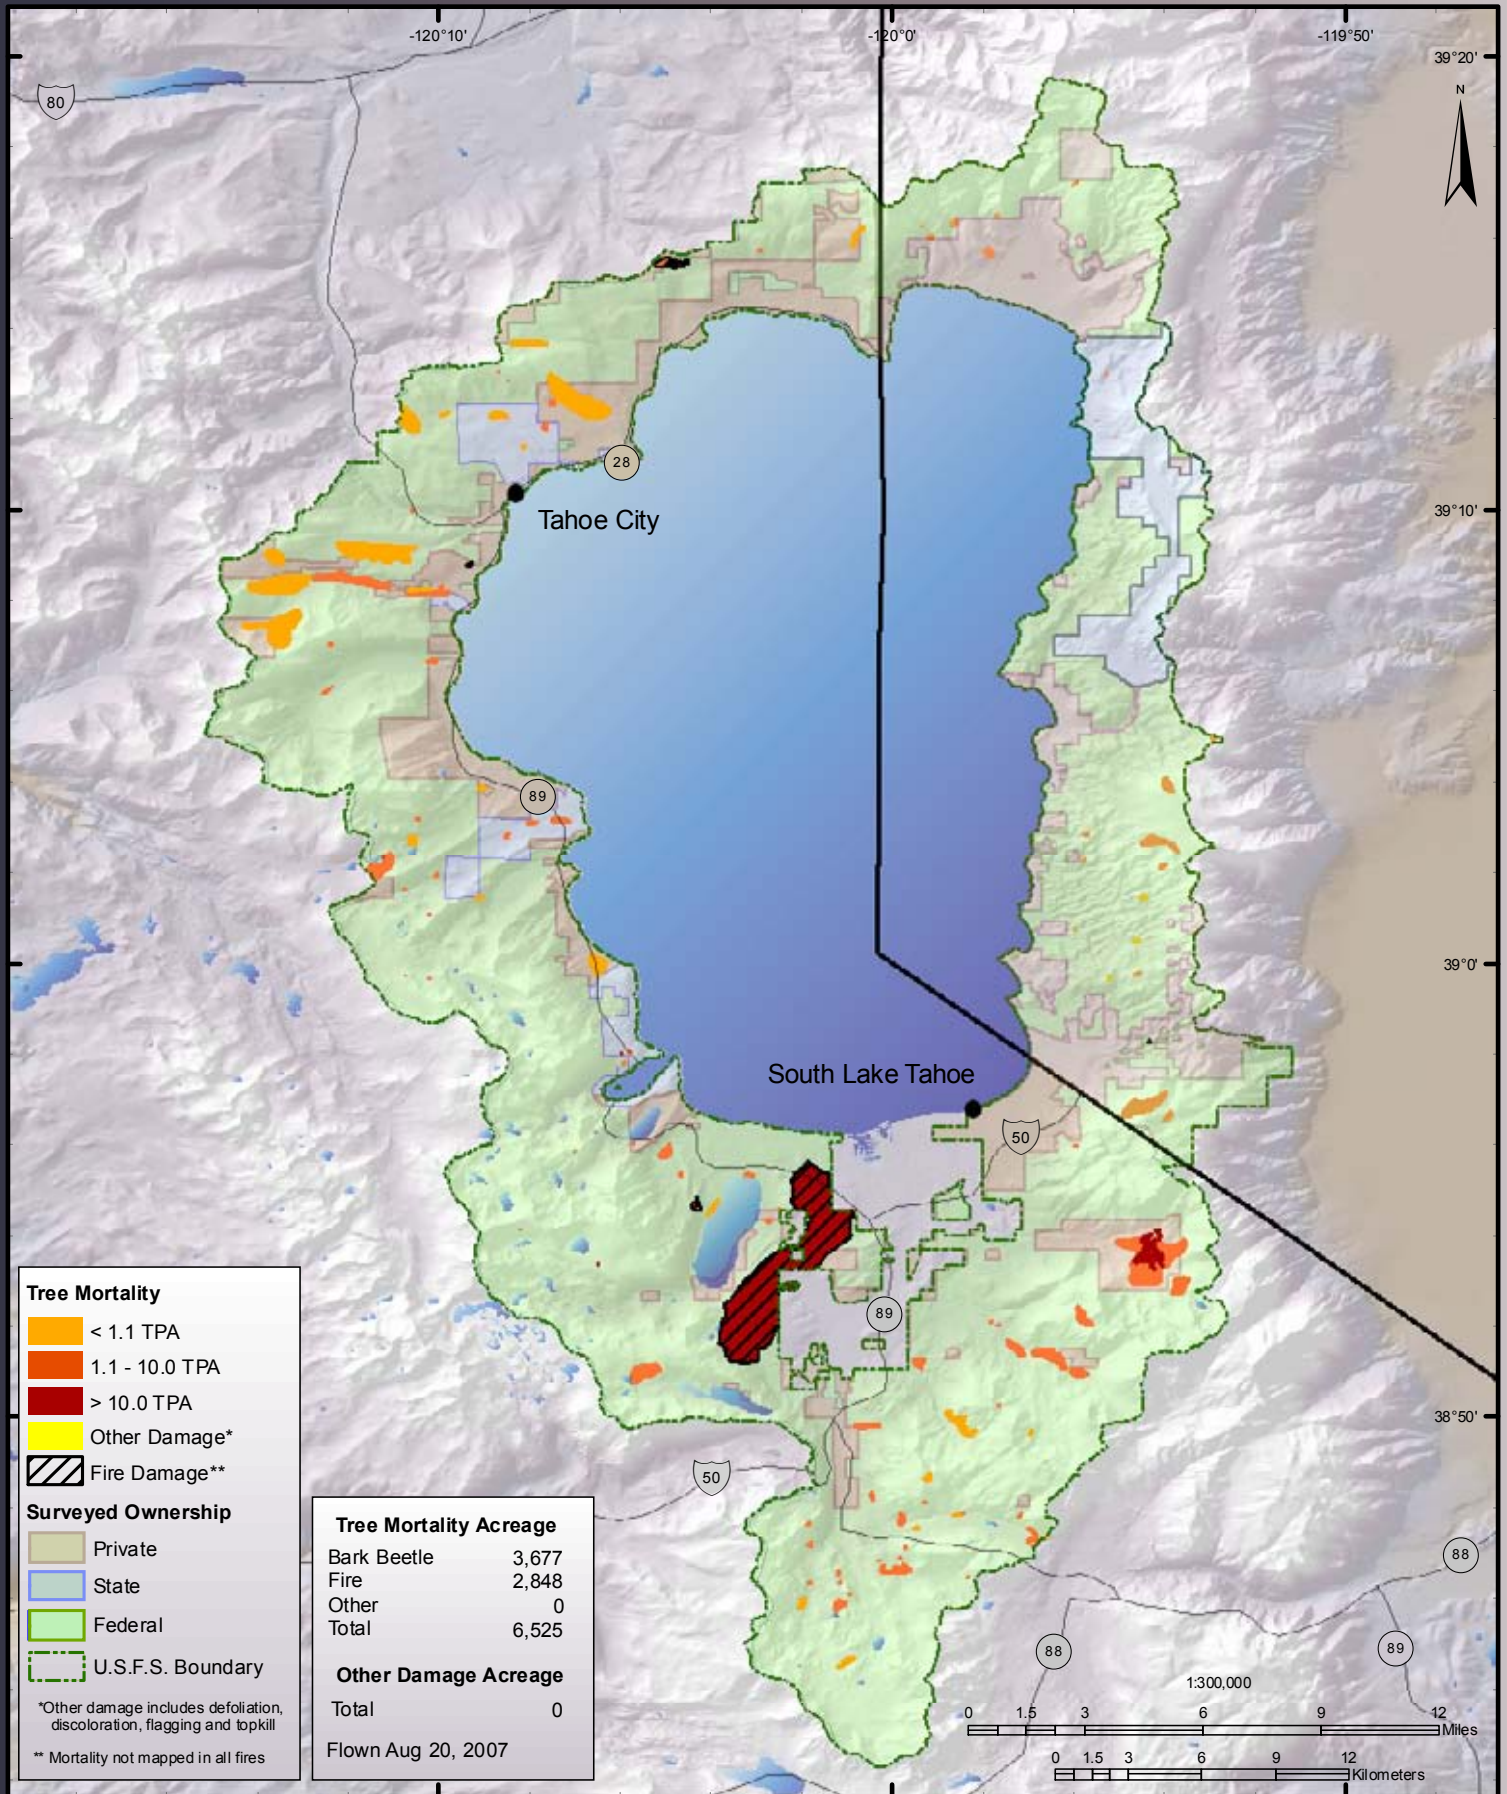 -120°10'
-120°0'
-119°50'
39°20'
80
N
28
Tahoe City
39°10'
89
39°0'
South Lake Tahoe
50
89
38°50'
50
88
88
89
Tree Mortality
< 1.1 TPA
1.1 - 10.0 TPA
> 10.0 TPA
Other Damage*
Fire Damage**
Surveyed Ownership
Private
State
Federal
U.S.F.S. Boundary
*Other damage includes defoliation,
discoloration, flagging and topkill
** Mortality not mapped in all fires
Tree Mortality Acreage
Bark Beetle 3,677
Fire 2,848
Other 0
Total 6,525
Other Damage Acreage
Total 0
Flown Aug 20, 2007
1:300,000
0 1.5 3 6 9 12
Miles
0 1.5 3 6 9 12
Kilometers